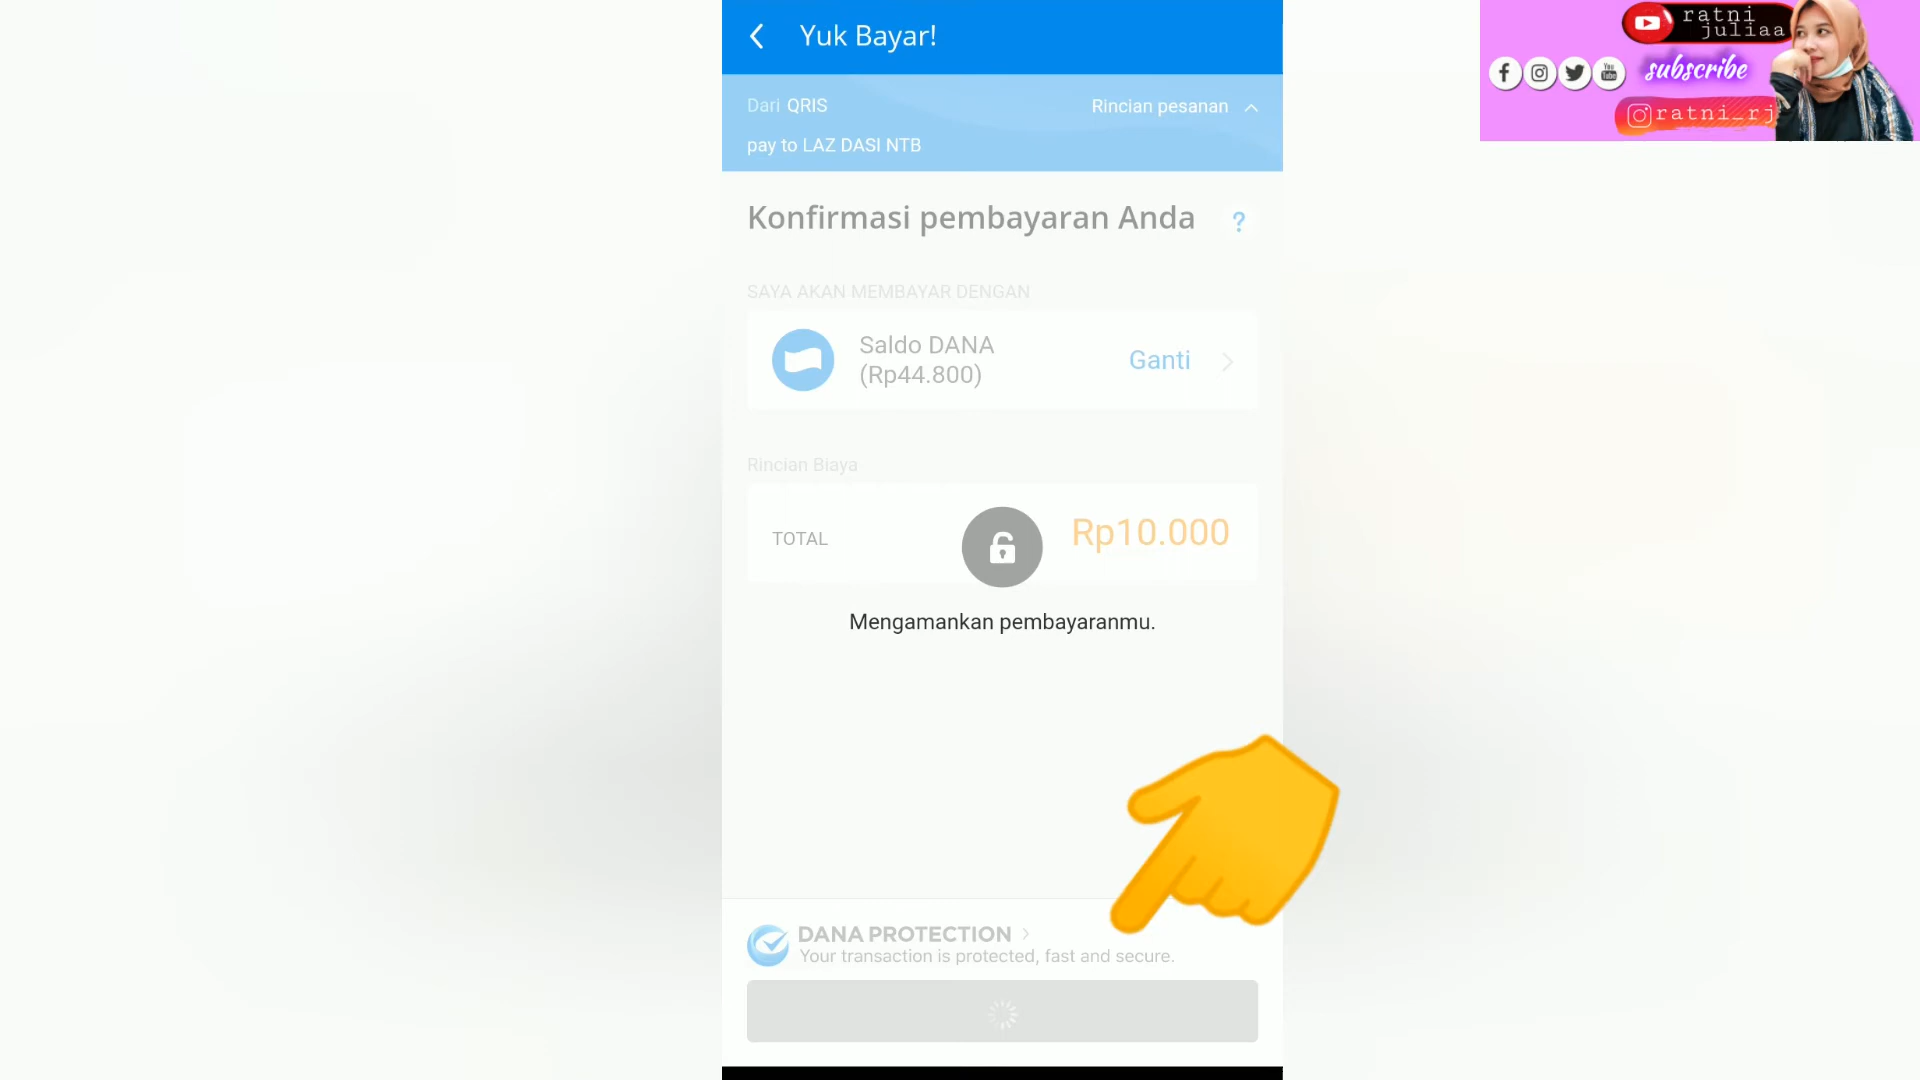 Yuk Bayar!
Dari QRIS
Rincian pesanan
pay to LAZ DASI NTB
Konfirmasi pembayaran Anda
?
SAYA AKAN MEMBAYAR DENGAN
Saldo DANA
(Rp44.800)
Ganti
Rincian Biaya
TOTAL
Rp10.000
Mengamankan pembayaranmu.
DANA PROTECTION
Your transaction is protected, fast and secure.
ratni
juliaa
subscribe
You
Tube
ratni_rj